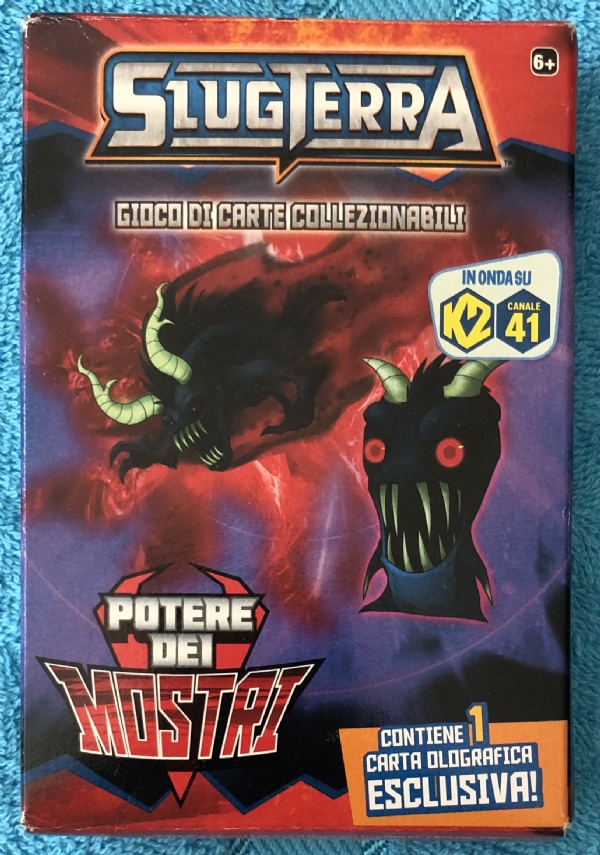 6+
SLUGTERRA
™
GIOCO DI CARTE COLLEZIONABILI
IN ONDA SU
K2
CANALE
41
POTERE
DEI
MOSTRI
CONTIENE 1
CARTA OLOGRAFICA
ESCLUSIVA!